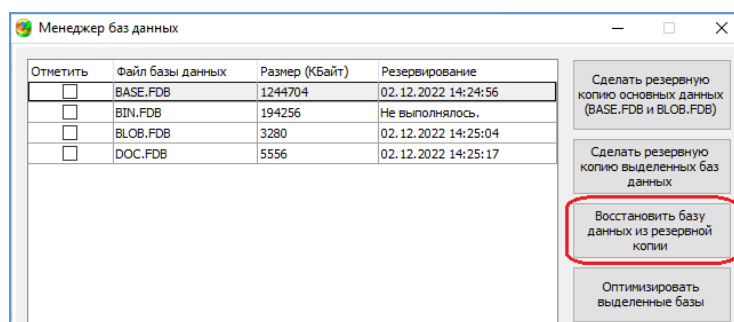 Менеджер баз данных
Отметить Файл базы данных Размер (КБайт) Резервирование
BASE.FDB 1244704 02.12.2022 14:24:56
BIN.FDB 194256 Не выполнялось.
BLOB.FDB 3280 02.12.2022 14:25:04
DOC.FDB 5556 02.12.2022 14:25:17
Сделать резервную
копию основных данных
(BASE.FDB и BLOB.FDB)
Сделать резервную
копию выделенных баз
данных
Восстановить базу
данных из резервной
копии
Оптимизировать
выделенные базы